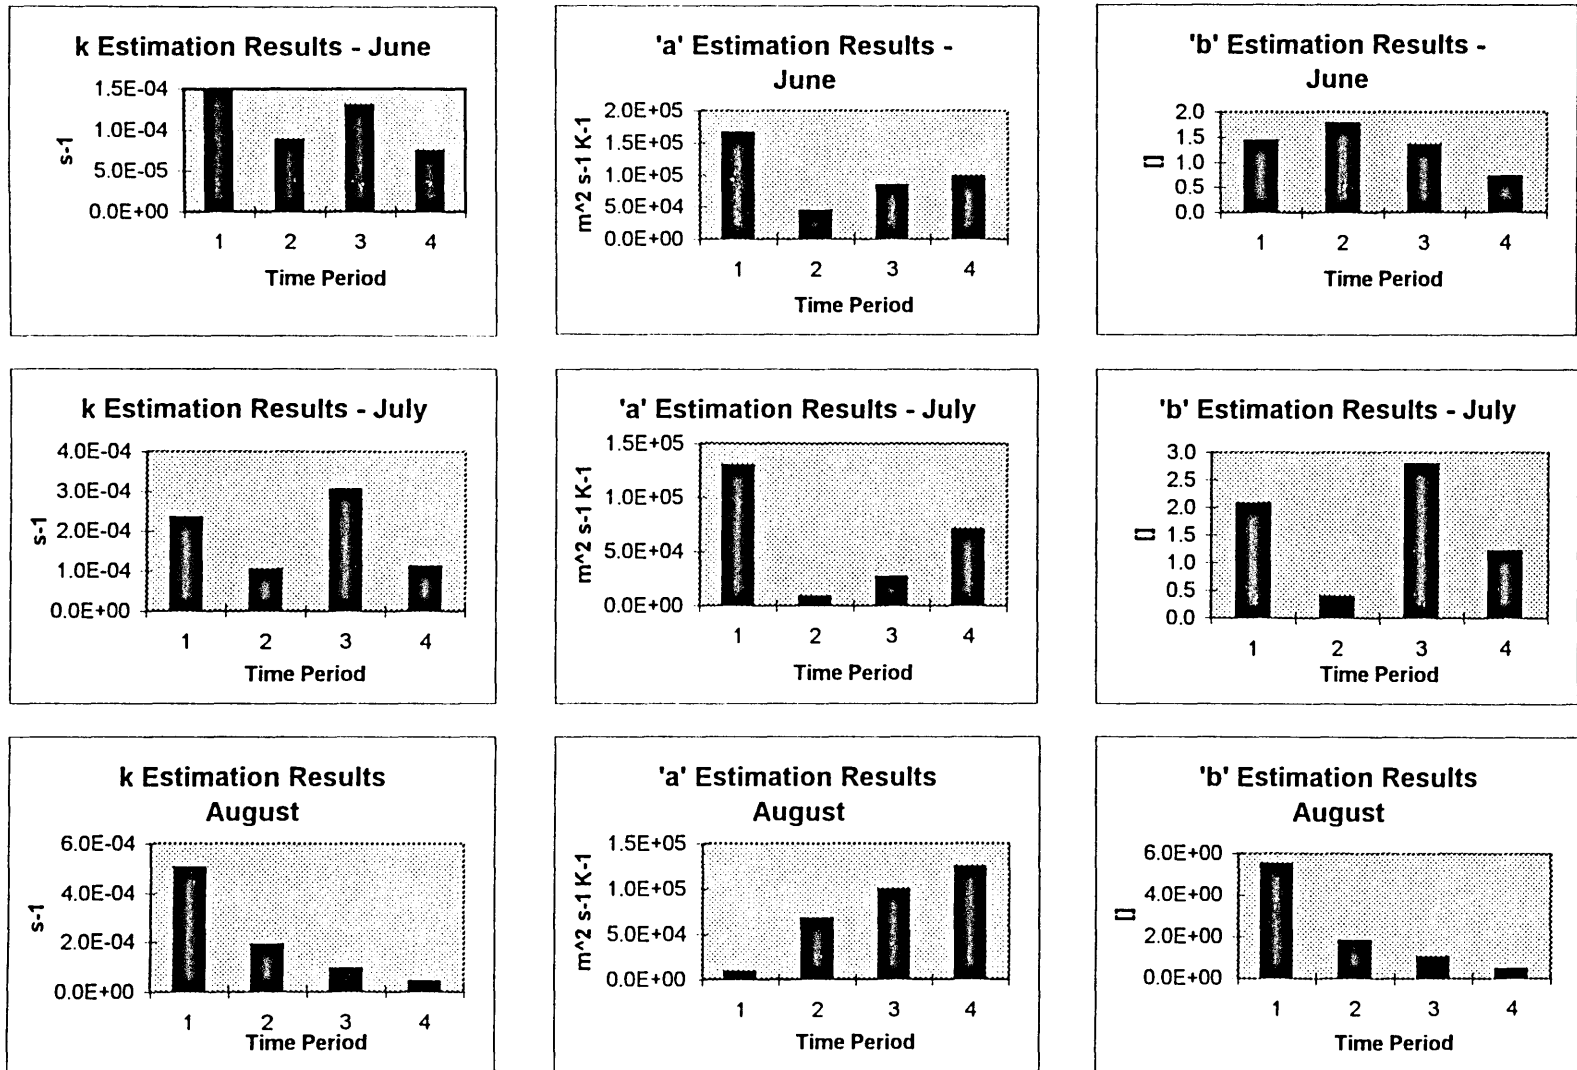 k Estimation Results - June
1.5E-04
1.0E-04
5.0E-05
0.0E+00
s-1
1 2 3 4
Time Period
'a' Estimation Results -
June
2.0E+05
1.5E+05
1.0E+05
5.0E+04
0.0E+00
m^2 s-1 K-1
1 2 3 4
Time Period
'b' Estimation Results -
June
2.0
1.5
1.0
0.5
0.0
[]
1 2 3 4
Time Period
k Estimation Results - July
4.0E-04
3.0E-04
2.0E-04
1.0E-04
0.0E+00
s-1
1 2 3 4
Time Period
'a' Estimation Results - July
1.5E+05
1.0E+05
5.0E+04
0.0E+00
m^2 s-1 K-1
1 2 3 4
Time Period
'b' Estimation Results - July
3.0
2.5
2.0
1.5
1.0
0.5
0.0
[]
1 2 3 4
Time Period
k Estimation Results
August
6.0E-04
4.0E-04
2.0E-04
0.0E+00
s-1
1 2 3 4
Time Period
'a' Estimation Results
August
1.5E+05
1.0E+05
5.0E+04
0.0E+00
m^2 s-1 K-1
1 2 3 4
Time Period
'b' Estimation Results
August
6.0E+00
4.0E+00
2.0E+00
0.0E+00
[]
1 2 3 4
Time Period